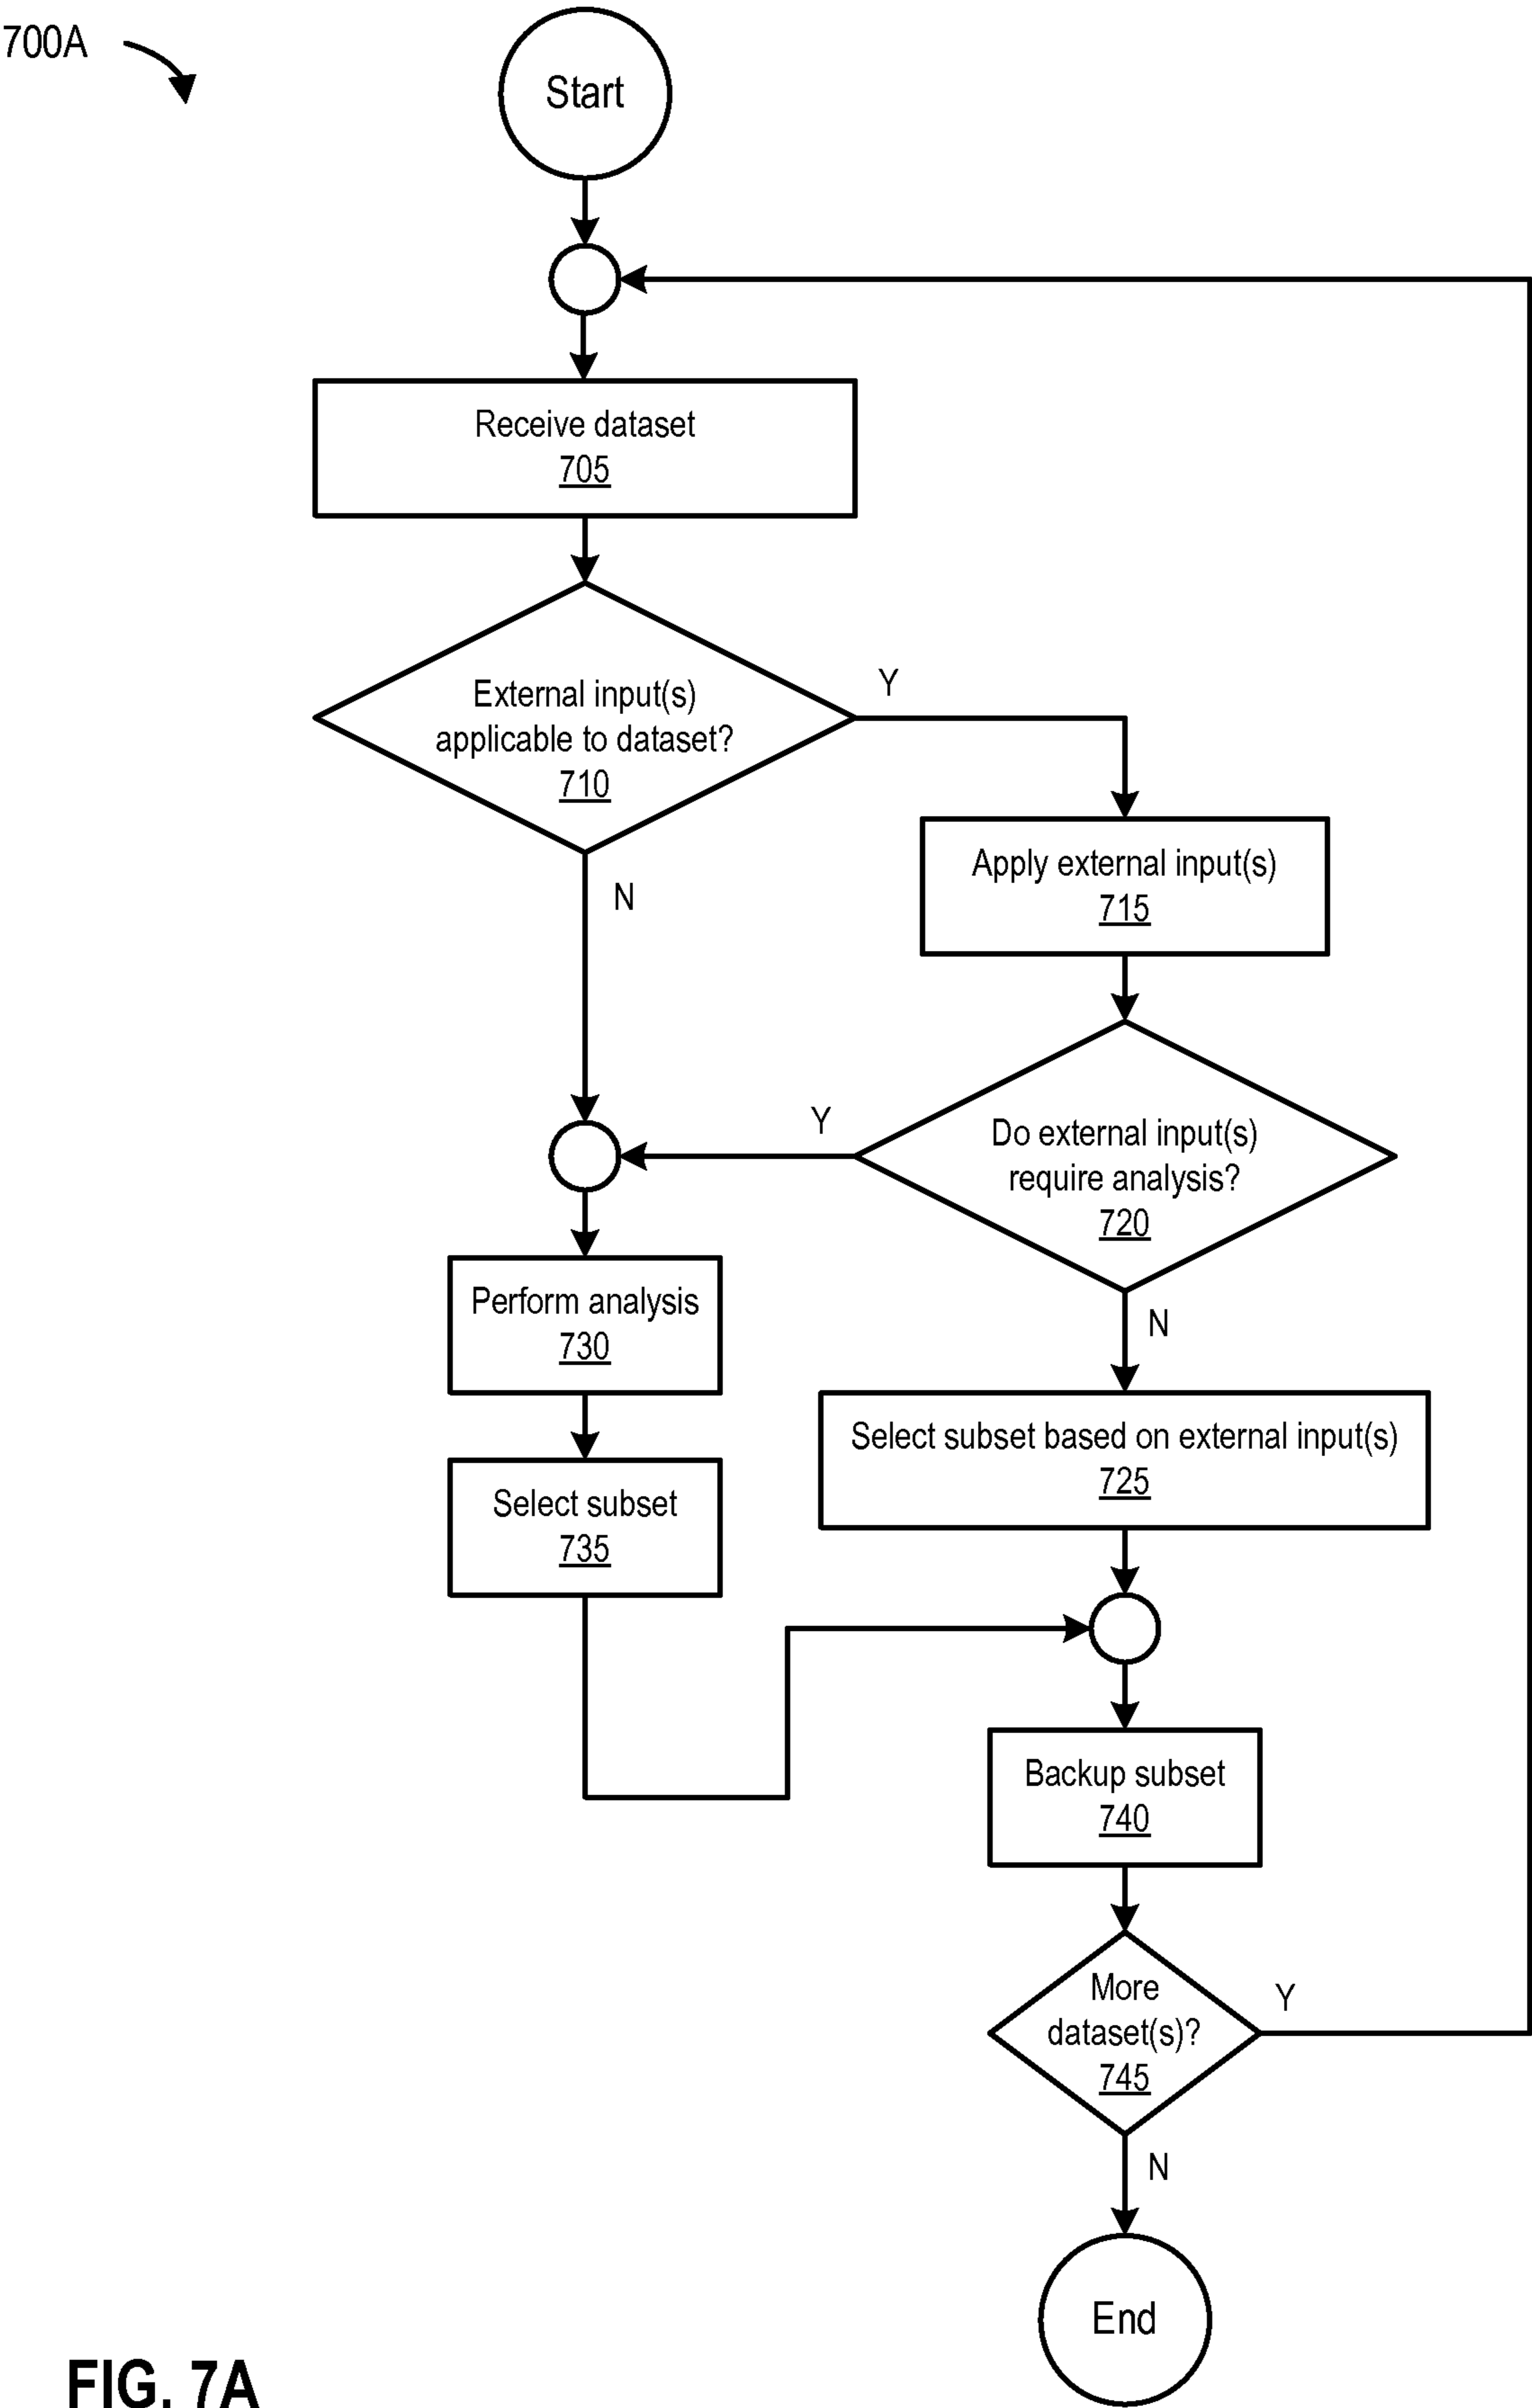 700A
Start
Receive dataset
705
External input(s)
applicable to dataset?
710
Y
N
Apply external input(s)
715
Do external input(s)
require analysis?
720
Y
N
Perform analysis
730
Select subset based on external input(s)
725
Select subset
735
Backup subset
740
More
dataset(s)?
745
Y
N
End
FIG. 7A